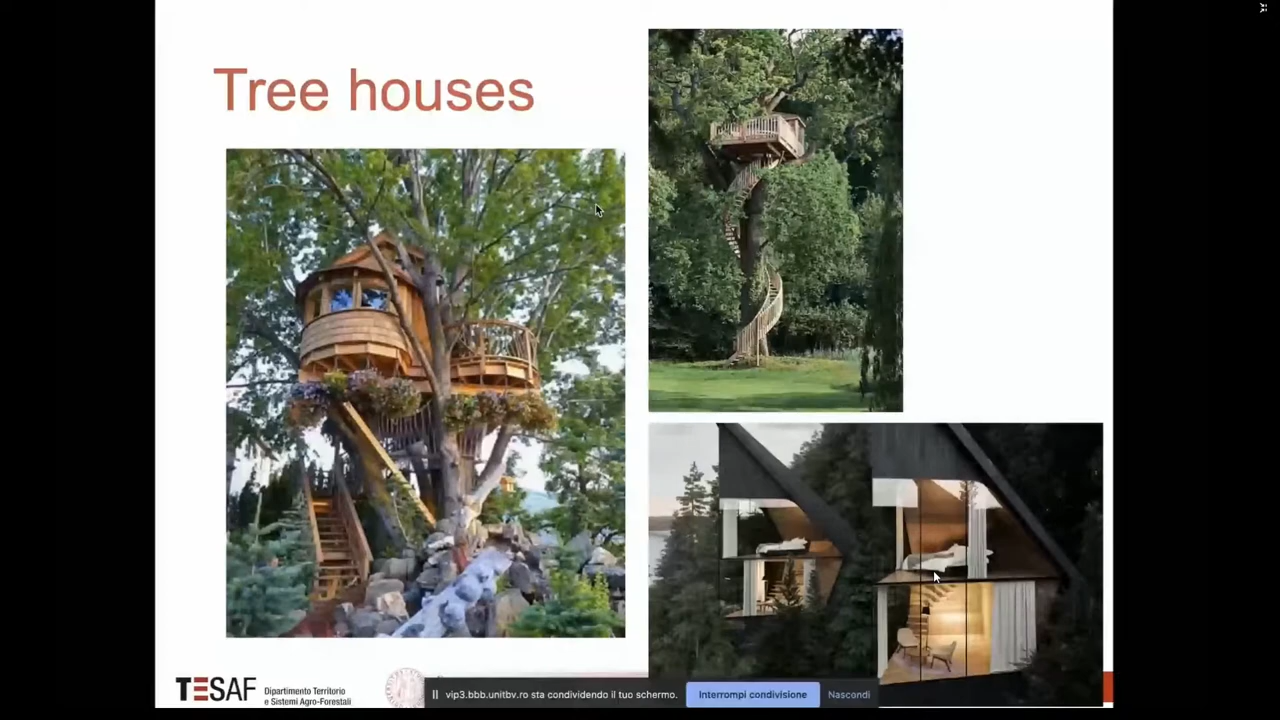 Tree houses
TESAF
Dipartimento Territorio
e Sistemi Agro-Forestali
vip3.bbb.unitbv.ro sta condividendo il tuo schermo.
Interrompi condivisione
Nascondi